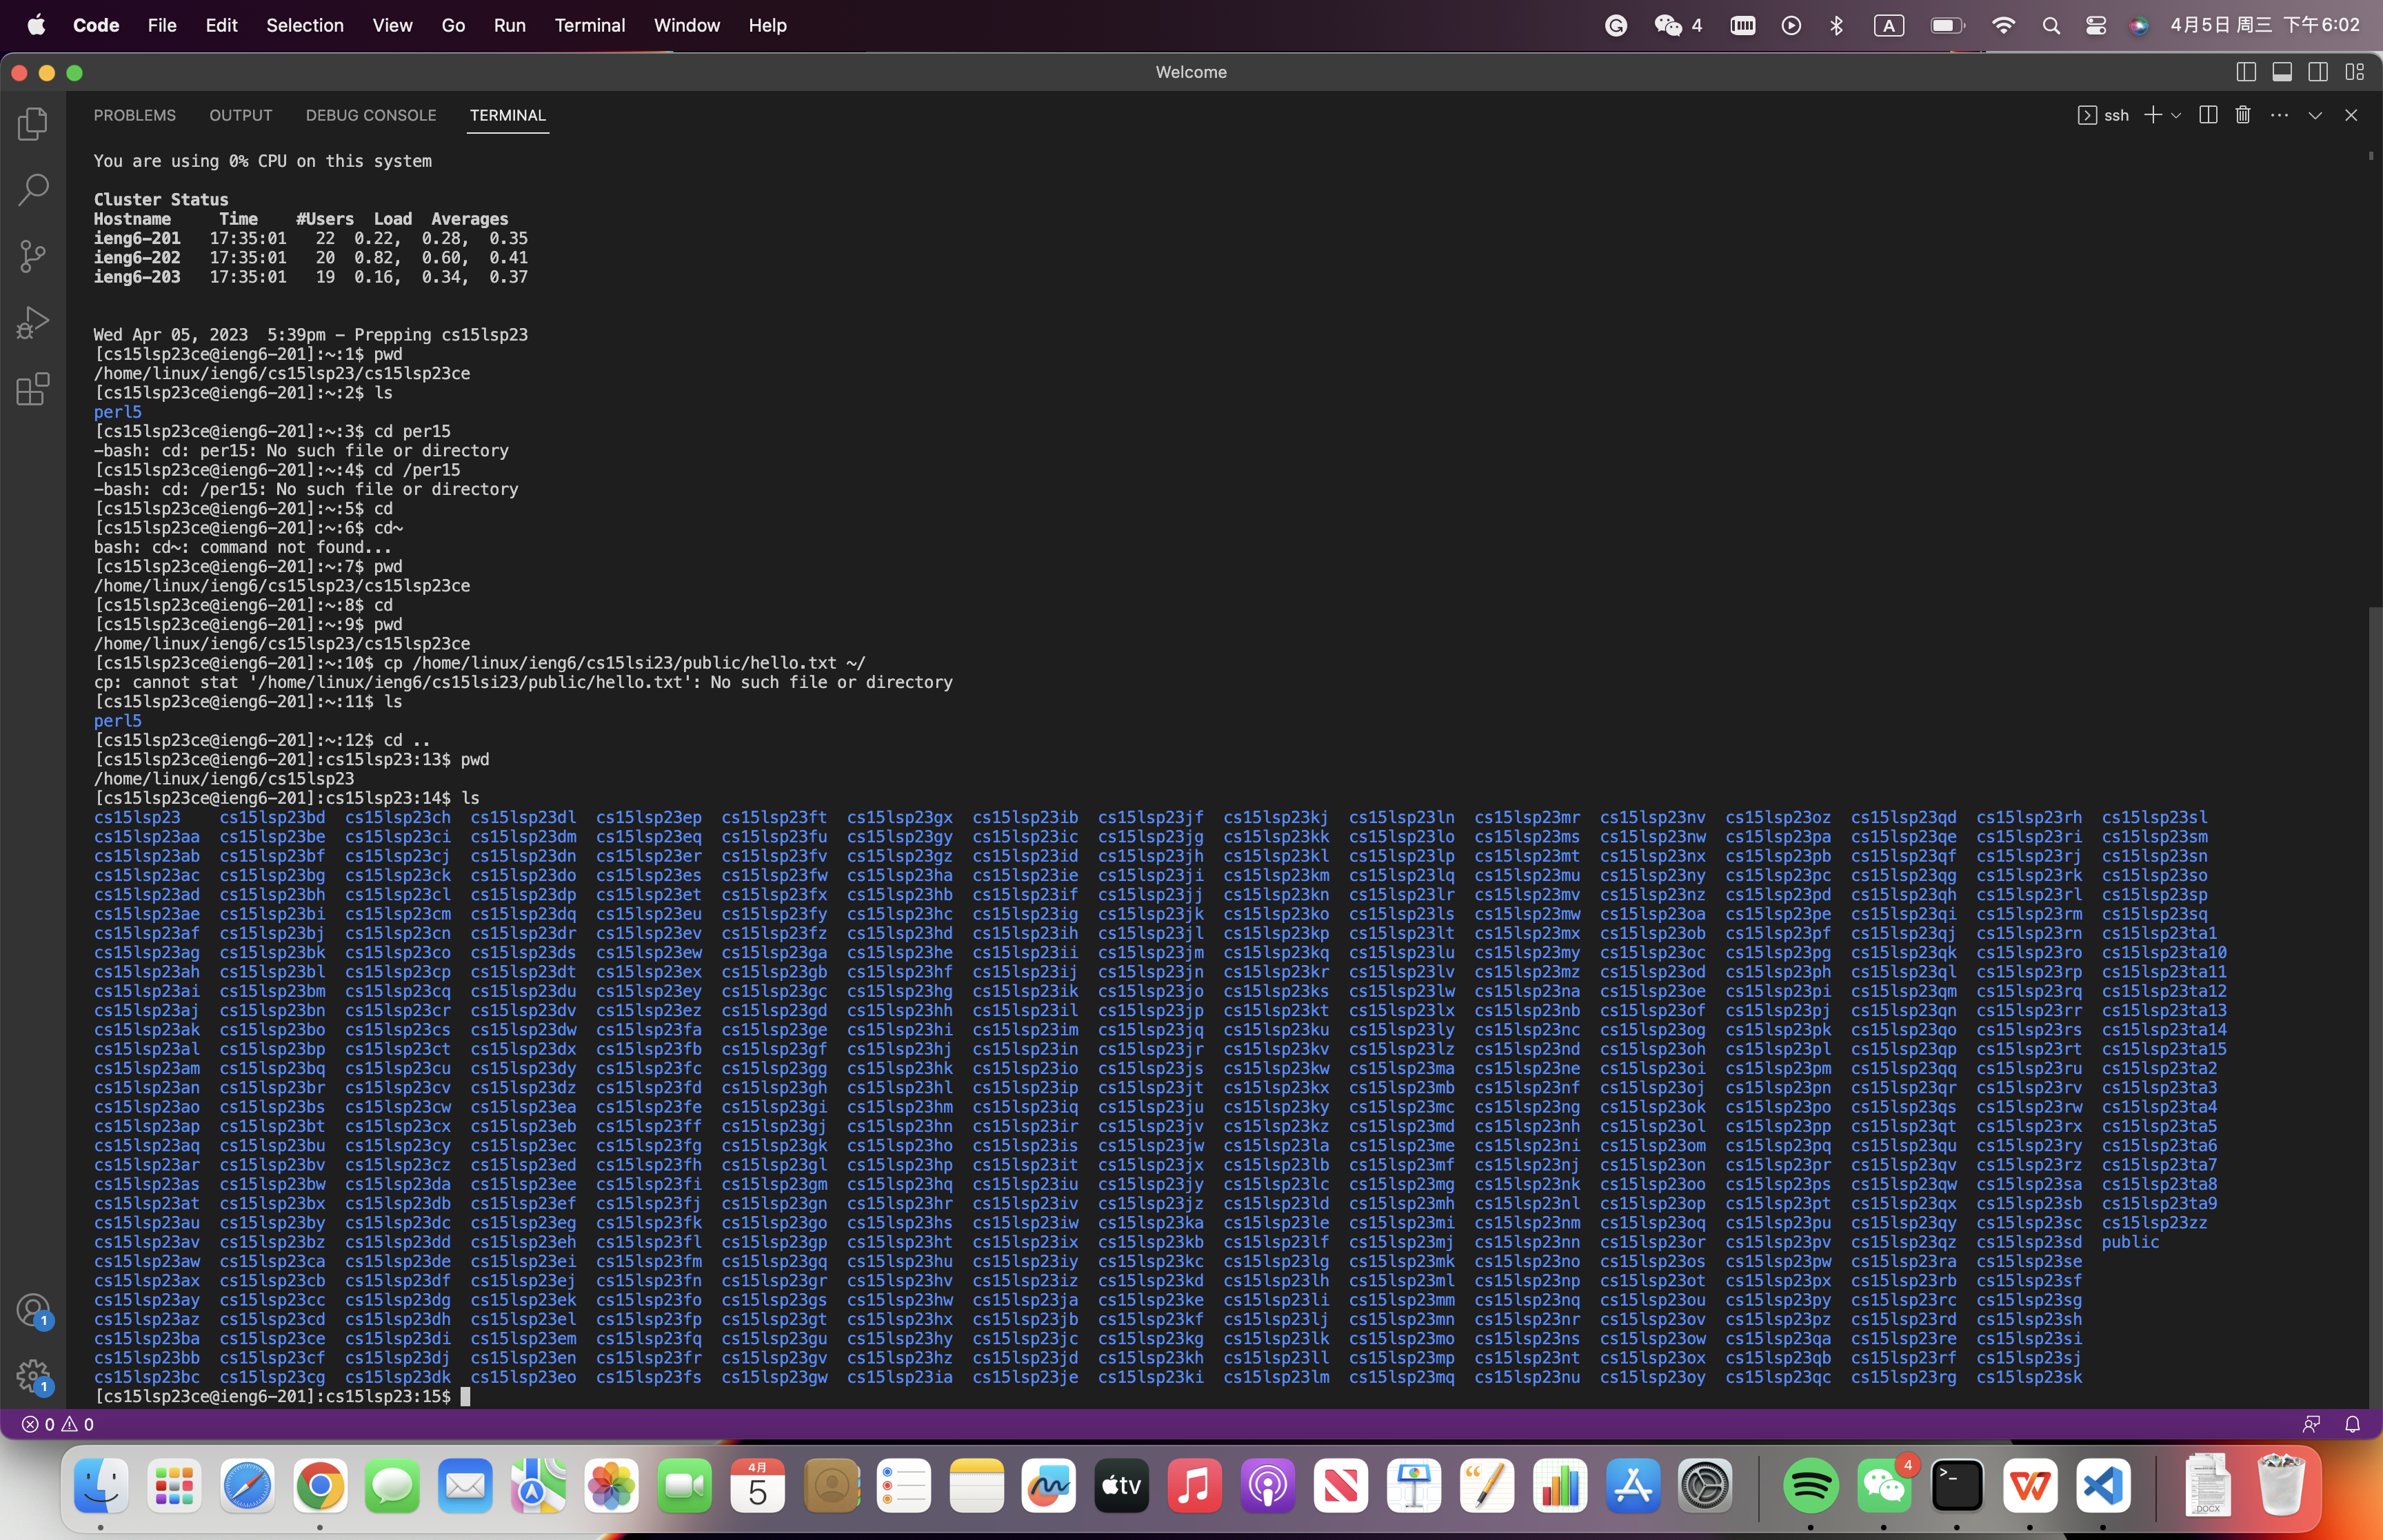 Code File Edit Selection View Go Run Terminal Window Help 4 A 4月5日 周三 下午6:02
Welcome
PROBLEMS OUTPUT DEBUG CONSOLE TERMINAL ssh
You are using 0% CPU on this system
Cluster Status
Hostname Time #Users Load Averages
ieng6-201 17:35:01 22 0.22, 0.28, 0.35
ieng6-202 17:35:01 20 0.82, 0.60, 0.41
ieng6-203 17:35:01 19 0.16, 0.34, 0.37
Wed Apr 05, 2023 5:39pm - Prepping cs15lsp23
[cs15lsp23ce@ieng6-201]:~:1$ pwd
/home/linux/ieng6/cs15lsp23/cs15lsp23ce
[cs15lsp23ce@ieng6-201]:~:2$ ls
perl5
[cs15lsp23ce@ieng6-201]:~:3$ cd per15
-bash: cd: per15: No such file or directory
[cs15lsp23ce@ieng6-201]:~:4$ cd /per15
-bash: cd: /per15: No such file or directory
[cs15lsp23ce@ieng6-201]:~:5$ cd
[cs15lsp23ce@ieng6-201]:~:6$ cd~
bash: cd~: command not found...
[cs15lsp23ce@ieng6-201]:~:7$ pwd
/home/linux/ieng6/cs15lsp23/cs15lsp23ce
[cs15lsp23ce@ieng6-201]:~:8$ cd
[cs15lsp23ce@ieng6-201]:~:9$ pwd
/home/linux/ieng6/cs15lsp23/cs15lsp23ce
[cs15lsp23ce@ieng6-201]:~:10$ cp /home/linux/ieng6/cs15lsi23/public/hello.txt ~/
cp: cannot stat '/home/linux/ieng6/cs15lsi23/public/hello.txt': No such file or directory
[cs15lsp23ce@ieng6-201]:~:11$ ls
perl5
[cs15lsp23ce@ieng6-201]:~:12$ cd ..
[cs15lsp23ce@ieng6-201]:cs15lsp23:13$ pwd
/home/linux/ieng6/cs15lsp23
[cs15lsp23ce@ieng6-201]:cs15lsp23:14$ ls
cs15lsp23 cs15lsp23bd cs15lsp23ch cs15lsp23dl cs15lsp23ep cs15lsp23ft cs15lsp23gx cs15lsp23ib cs15lsp23jf cs15lsp23kj cs15lsp23ln cs15lsp23mr cs15lsp23nv cs15lsp23oz cs15lsp23qd cs15lsp23rh cs15lsp23sl
cs15lsp23aa cs15lsp23be cs15lsp23ci cs15lsp23dm cs15lsp23eq cs15lsp23fu cs15lsp23gy cs15lsp23ic cs15lsp23jg cs15lsp23kk cs15lsp23lo cs15lsp23ms cs15lsp23nw cs15lsp23pa cs15lsp23qe cs15lsp23ri cs15lsp23sm
cs15lsp23ab cs15lsp23bf cs15lsp23cj cs15lsp23dn cs15lsp23er cs15lsp23fv cs15lsp23gz cs15lsp23id cs15lsp23jh cs15lsp23kl cs15lsp23lp cs15lsp23mt cs15lsp23nx cs15lsp23pb cs15lsp23qf cs15lsp23rj cs15lsp23sn
cs15lsp23ac cs15lsp23bg cs15lsp23ck cs15lsp23do cs15lsp23es cs15lsp23fw cs15lsp23ha cs15lsp23ie cs15lsp23ji cs15lsp23km cs15lsp23lq cs15lsp23mu cs15lsp23ny cs15lsp23pc cs15lsp23qg cs15lsp23rk cs15lsp23so
cs15lsp23ad cs15lsp23bh cs15lsp23cl cs15lsp23dp cs15lsp23et cs15lsp23fx cs15lsp23hb cs15lsp23if cs15lsp23jj cs15lsp23kn cs15lsp23lr cs15lsp23mv cs15lsp23nz cs15lsp23pd cs15lsp23qh cs15lsp23rl cs15lsp23sp
cs15lsp23ae cs15lsp23bi cs15lsp23cm cs15lsp23dq cs15lsp23eu cs15lsp23fy cs15lsp23hc cs15lsp23ig cs15lsp23jk cs15lsp23ko cs15lsp23ls cs15lsp23mw cs15lsp23oa cs15lsp23pe cs15lsp23qi cs15lsp23rm cs15lsp23sq
cs15lsp23af cs15lsp23bj cs15lsp23cn cs15lsp23dr cs15lsp23ev cs15lsp23fz cs15lsp23hd cs15lsp23ih cs15lsp23jl cs15lsp23kp cs15lsp23lt cs15lsp23mx cs15lsp23ob cs15lsp23pf cs15lsp23qj cs15lsp23rn cs15lsp23ta1
cs15lsp23ag cs15lsp23bk cs15lsp23co cs15lsp23ds cs15lsp23ew cs15lsp23ga cs15lsp23he cs15lsp23ii cs15lsp23jm cs15lsp23kq cs15lsp23lu cs15lsp23my cs15lsp23oc cs15lsp23pg cs15lsp23qk cs15lsp23ro cs15lsp23ta10
cs15lsp23ah cs15lsp23bl cs15lsp23cp cs15lsp23dt cs15lsp23ex cs15lsp23gb cs15lsp23hf cs15lsp23ij cs15lsp23jn cs15lsp23kr cs15lsp23lv cs15lsp23mz cs15lsp23od cs15lsp23ph cs15lsp23ql cs15lsp23rp cs15lsp23ta11
cs15lsp23ai cs15lsp23bm cs15lsp23cq cs15lsp23du cs15lsp23ey cs15lsp23gc cs15lsp23hg cs15lsp23ik cs15lsp23jo cs15lsp23ks cs15lsp23lw cs15lsp23na cs15lsp23oe cs15lsp23pi cs15lsp23qm cs15lsp23rq cs15lsp23ta12
cs15lsp23aj cs15lsp23bn cs15lsp23cr cs15lsp23dv cs15lsp23ez cs15lsp23gd cs15lsp23hh cs15lsp23il cs15lsp23jp cs15lsp23kt cs15lsp23lx cs15lsp23nb cs15lsp23of cs15lsp23pj cs15lsp23qn cs15lsp23rr cs15lsp23ta13
cs15lsp23ak cs15lsp23bo cs15lsp23cs cs15lsp23dw cs15lsp23fa cs15lsp23ge cs15lsp23hi cs15lsp23im cs15lsp23jq cs15lsp23ku cs15lsp23ly cs15lsp23nc cs15lsp23og cs15lsp23pk cs15lsp23qo cs15lsp23rs cs15lsp23ta14
cs15lsp23al cs15lsp23bp cs15lsp23ct cs15lsp23dx cs15lsp23fb cs15lsp23gf cs15lsp23hj cs15lsp23in cs15lsp23jr cs15lsp23kv cs15lsp23lz cs15lsp23nd cs15lsp23oh cs15lsp23pl cs15lsp23qp cs15lsp23rt cs15lsp23ta15
cs15lsp23am cs15lsp23bq cs15lsp23cu cs15lsp23dy cs15lsp23fc cs15lsp23gg cs15lsp23hk cs15lsp23io cs15lsp23js cs15lsp23kw cs15lsp23ma cs15lsp23ne cs15lsp23oi cs15lsp23pm cs15lsp23qq cs15lsp23ru cs15lsp23ta2
cs15lsp23an cs15lsp23br cs15lsp23cv cs15lsp23dz cs15lsp23fd cs15lsp23gh cs15lsp23hl cs15lsp23ip cs15lsp23jt cs15lsp23kx cs15lsp23mb cs15lsp23nf cs15lsp23oj cs15lsp23pn cs15lsp23qr cs15lsp23rv cs15lsp23ta3
cs15lsp23ao cs15lsp23bs cs15lsp23cw cs15lsp23ea cs15lsp23fe cs15lsp23gi cs15lsp23hm cs15lsp23iq cs15lsp23ju cs15lsp23ky cs15lsp23mc cs15lsp23ng cs15lsp23ok cs15lsp23po cs15lsp23qs cs15lsp23rw cs15lsp23ta4
cs15lsp23ap cs15lsp23bt cs15lsp23cx cs15lsp23eb cs15lsp23ff cs15lsp23gj cs15lsp23hn cs15lsp23ir cs15lsp23jv cs15lsp23kz cs15lsp23md cs15lsp23nh cs15lsp23ol cs15lsp23pp cs15lsp23qt cs15lsp23rx cs15lsp23ta5
cs15lsp23aq cs15lsp23bu cs15lsp23cy cs15lsp23ec cs15lsp23fg cs15lsp23gk cs15lsp23ho cs15lsp23is cs15lsp23jw cs15lsp23la cs15lsp23me cs15lsp23ni cs15lsp23om cs15lsp23pq cs15lsp23qu cs15lsp23ry cs15lsp23ta6
cs15lsp23ar cs15lsp23bv cs15lsp23cz cs15lsp23ed cs15lsp23fh cs15lsp23gl cs15lsp23hp cs15lsp23it cs15lsp23jx cs15lsp23lb cs15lsp23mf cs15lsp23nj cs15lsp23on cs15lsp23pr cs15lsp23qv cs15lsp23rz cs15lsp23ta7
cs15lsp23as cs15lsp23bw cs15lsp23da cs15lsp23ee cs15lsp23fi cs15lsp23gm cs15lsp23hq cs15lsp23iu cs15lsp23jy cs15lsp23lc cs15lsp23mg cs15lsp23nk cs15lsp23oo cs15lsp23ps cs15lsp23qw cs15lsp23sa cs15lsp23ta8
cs15lsp23at cs15lsp23bx cs15lsp23db cs15lsp23ef cs15lsp23fj cs15lsp23gn cs15lsp23hr cs15lsp23iv cs15lsp23jz cs15lsp23ld cs15lsp23mh cs15lsp23nl cs15lsp23op cs15lsp23pt cs15lsp23qx cs15lsp23sb cs15lsp23ta9
cs15lsp23au cs15lsp23by cs15lsp23dc cs15lsp23eg cs15lsp23fk cs15lsp23go cs15lsp23hs cs15lsp23iw cs15lsp23ka cs15lsp23le cs15lsp23mi cs15lsp23nm cs15lsp23oq cs15lsp23pu cs15lsp23qy cs15lsp23sc cs15lsp23zz
cs15lsp23av cs15lsp23bz cs15lsp23dd cs15lsp23eh cs15lsp23fl cs15lsp23gp cs15lsp23ht cs15lsp23ix cs15lsp23kb cs15lsp23lf cs15lsp23mj cs15lsp23nn cs15lsp23or cs15lsp23pv cs15lsp23qz cs15lsp23sd public
cs15lsp23aw cs15lsp23ca cs15lsp23de cs15lsp23ei cs15lsp23fm cs15lsp23gq cs15lsp23hu cs15lsp23iy cs15lsp23kc cs15lsp23lg cs15lsp23mk cs15lsp23no cs15lsp23os cs15lsp23pw cs15lsp23ra cs15lsp23se
cs15lsp23ax cs15lsp23cb cs15lsp23df cs15lsp23ej cs15lsp23fn cs15lsp23gr cs15lsp23hv cs15lsp23iz cs15lsp23kd cs15lsp23lh cs15lsp23ml cs15lsp23np cs15lsp23ot cs15lsp23px cs15lsp23rb cs15lsp23sf
cs15lsp23ay cs15lsp23cc cs15lsp23dg cs15lsp23ek cs15lsp23fo cs15lsp23gs cs15lsp23hw cs15lsp23ja cs15lsp23ke cs15lsp23li cs15lsp23mm cs15lsp23nq cs15lsp23ou cs15lsp23py cs15lsp23rc cs15lsp23sg
cs15lsp23az cs15lsp23cd cs15lsp23dh cs15lsp23el cs15lsp23fp cs15lsp23gt cs15lsp23hx cs15lsp23jb cs15lsp23kf cs15lsp23lj cs15lsp23mn cs15lsp23nr cs15lsp23ov cs15lsp23pz cs15lsp23rd cs15lsp23sh
cs15lsp23ba cs15lsp23ce cs15lsp23di cs15lsp23em cs15lsp23fq cs15lsp23gu cs15lsp23hy cs15lsp23jc cs15lsp23kg cs15lsp23lk cs15lsp23mo cs15lsp23ns cs15lsp23ow cs15lsp23qa cs15lsp23re cs15lsp23si
cs15lsp23bb cs15lsp23cf cs15lsp23dj cs15lsp23en cs15lsp23fr cs15lsp23gv cs15lsp23hz cs15lsp23jd cs15lsp23kh cs15lsp23ll cs15lsp23mp cs15lsp23nt cs15lsp23ox cs15lsp23qb cs15lsp23rf cs15lsp23sj
cs15lsp23bc cs15lsp23cg cs15lsp23dk cs15lsp23eo cs15lsp23fs cs15lsp23gw cs15lsp23ia cs15lsp23je cs15lsp23ki cs15lsp23lm cs15lsp23mq cs15lsp23nu cs15lsp23oy cs15lsp23qc cs15lsp23rg cs15lsp23sk
[cs15lsp23ce@ieng6-201]:cs15lsp23:15$
1
1
0 0
4月
5
tv
4
DOCX